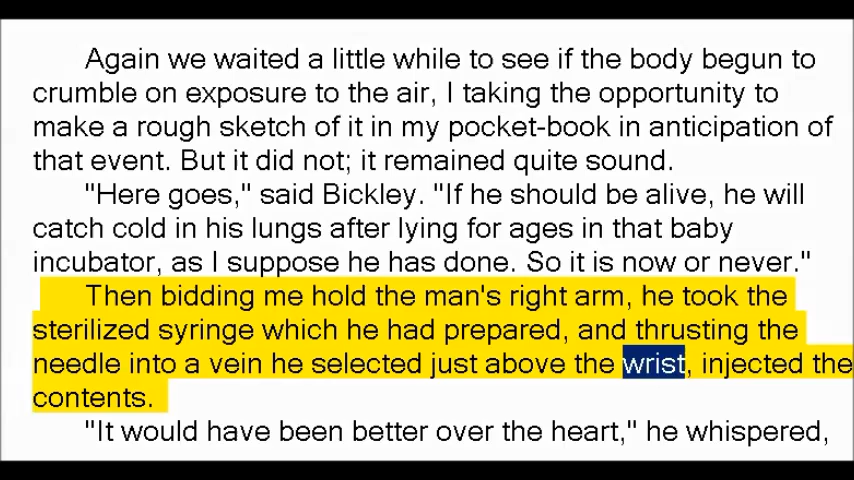 Again we waited a little while to see if the body begun to
crumble on exposure to the air, I taking the opportunity to
make a rough sketch of it in my pocket-book in anticipation of
that event. But it did not; it remained quite sound.
"Here goes," said Bickley. "If he should be alive, he will
catch cold in his lungs after lying for ages in that baby
incubator, as I suppose he has done. So it is now or never."
Then bidding me hold the man's right arm, he took the
sterilized syringe which he had prepared, and thrusting the
needle into a vein he selected just above the wrist, injected the
contents.
"It would have been better over the heart," he whispered,